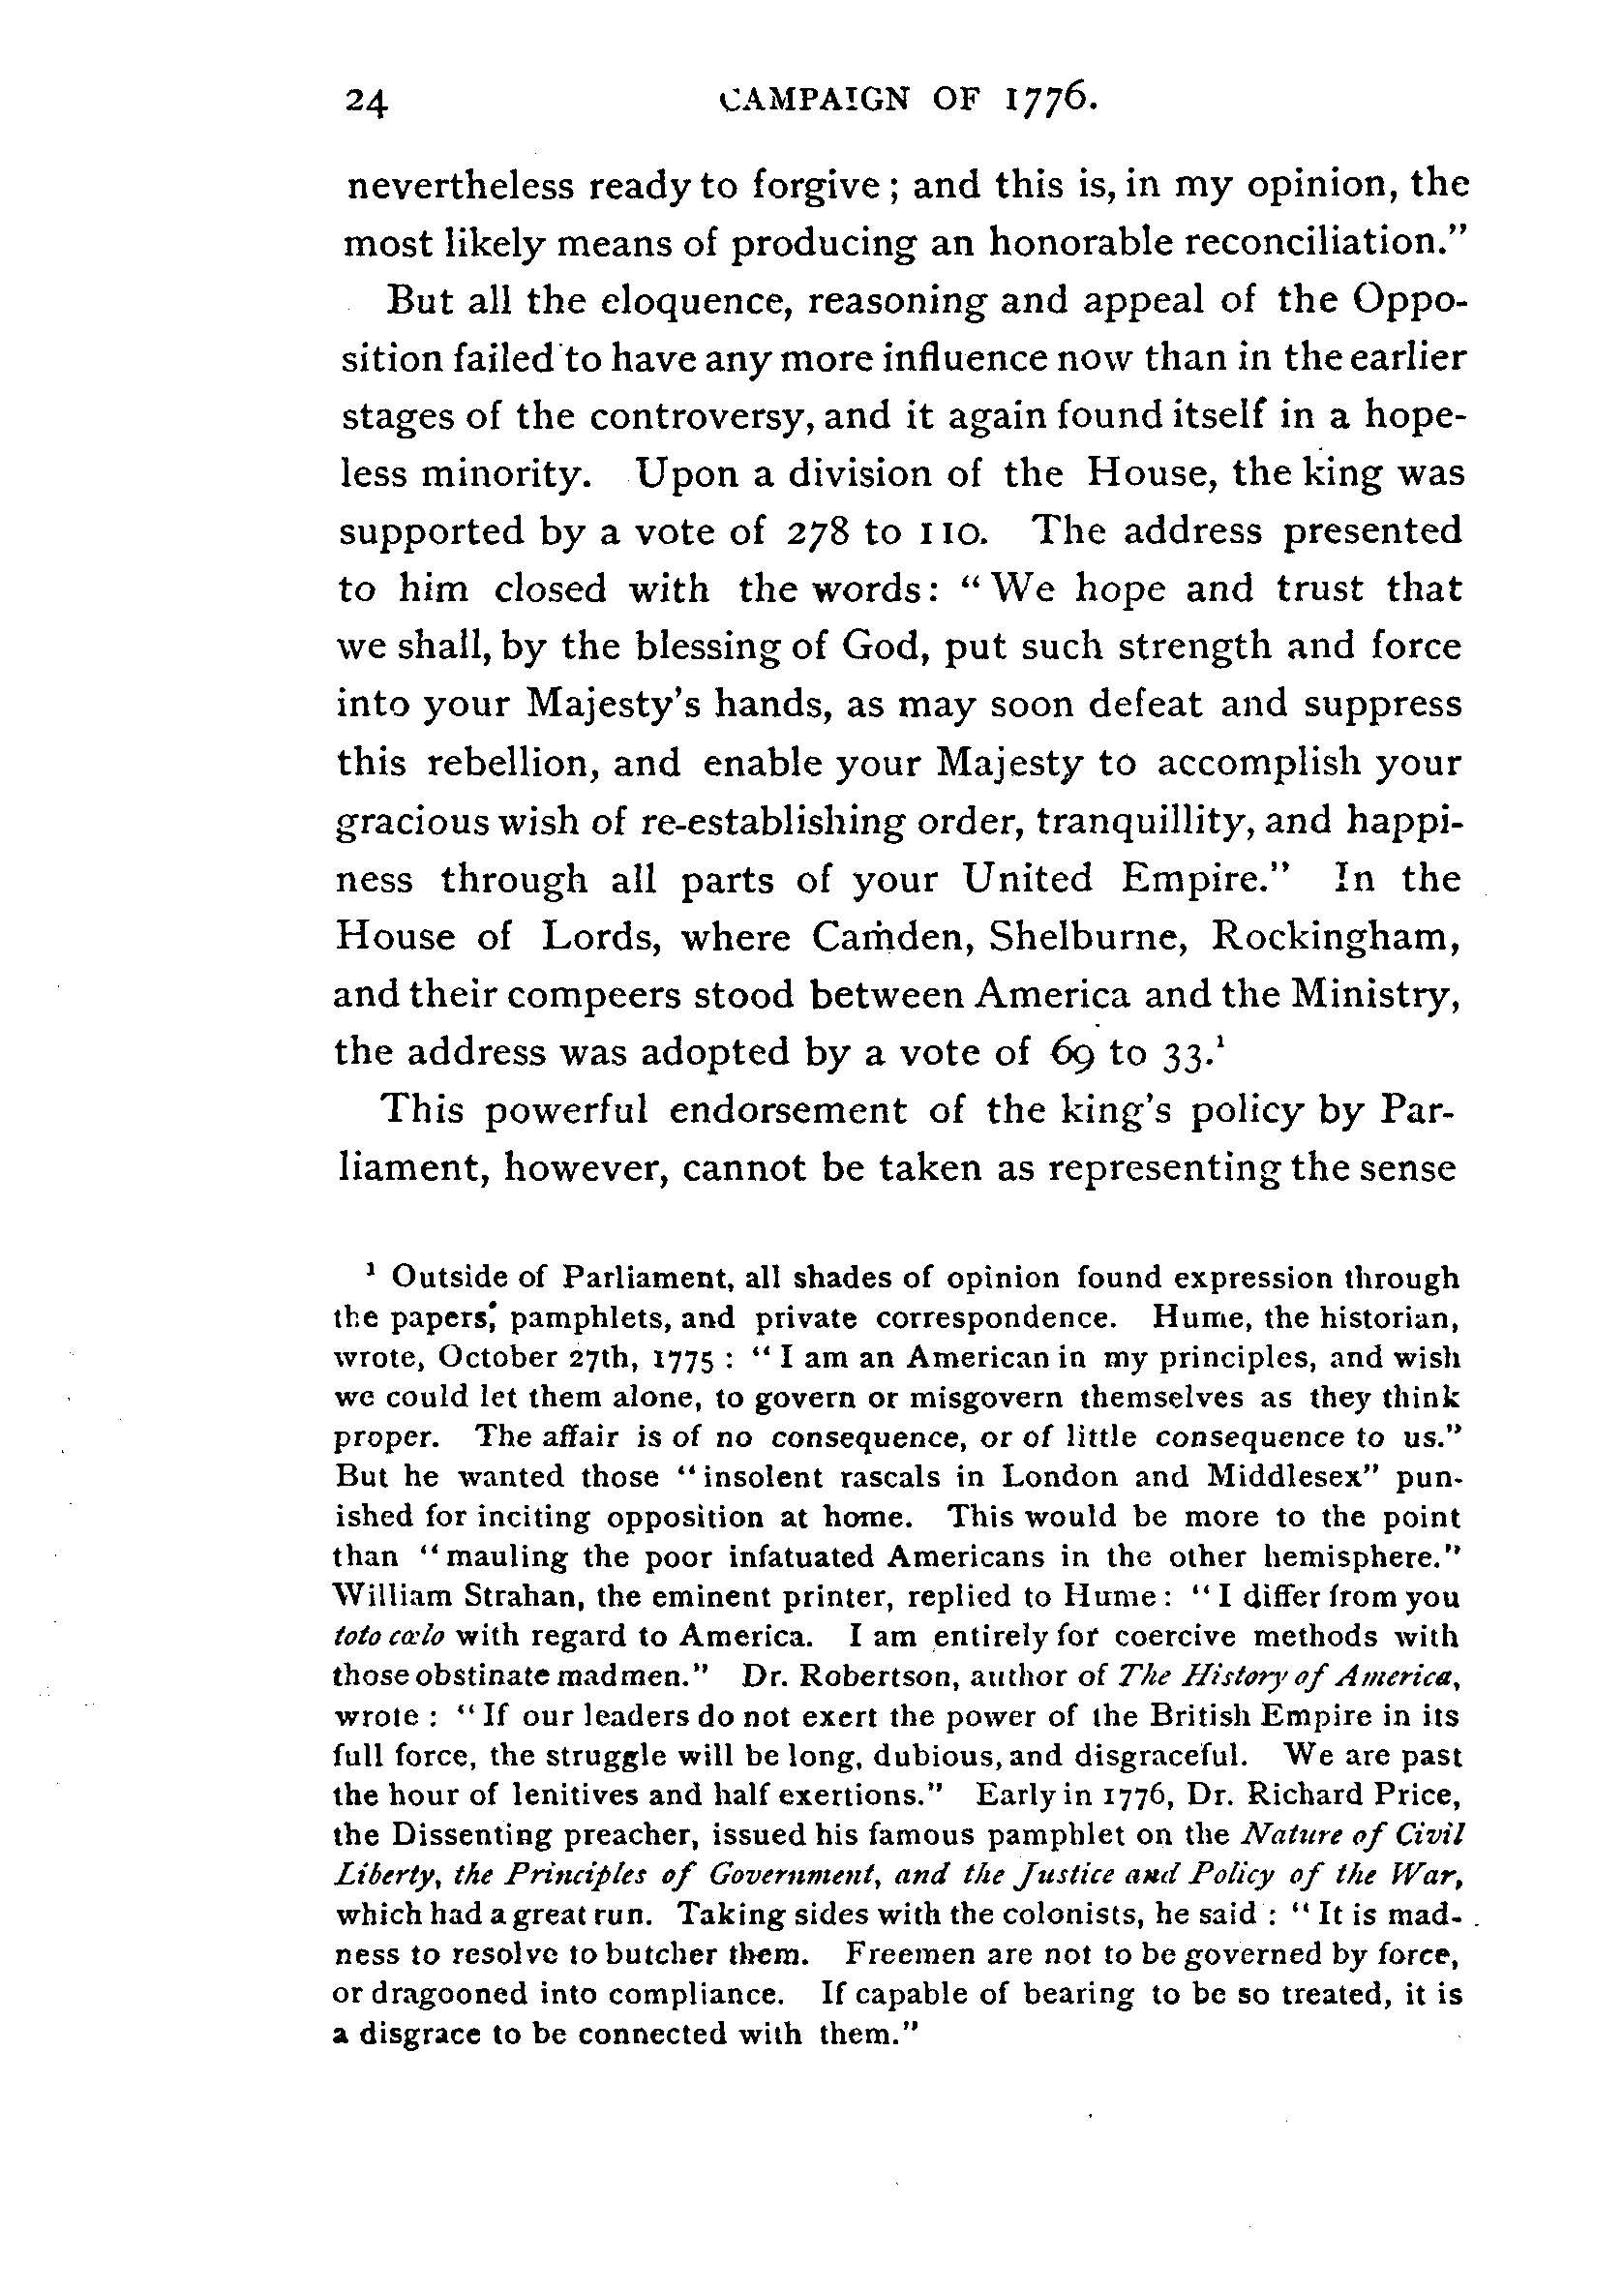 24 CAMPAIGN OF 1776.
nevertheless ready to forgive; and this is, in my opinion, the
most likely means of producing an honorable reconciliation."
But all the eloquence, reasoning and appeal of the Oppo-
sition failed to have any more influence now than in the earlier
stages of the controversy, and it again found itself in a hope-
less minority. Upon a division of the House, the king was
supported by a vote of 278 to 110. The address presented
to him closed with the words: "We hope and trust that
we shall, by the blessing of God, put such strength and force
into your Majesty's hands, as may soon defeat and suppress
this rebellion, and enable your Majesty to accomplish your
gracious wish of re-establishing order, tranquillity, and happi-
ness through all parts of your United Empire." In the
House of Lords, where Camden, Shelburne, Rockingham,
and their compeers stood between America and the Ministry,
the address was adopted by a vote of 69 to 33.¹
This powerful endorsement of the king's policy by Par-
liament, however, cannot be taken as representing the sense
¹ Outside of Parliament, all shades of opinion found expression through
the papers, pamphlets, and private correspondence. Hume, the historian,
wrote, October 27th, 1775: "I am an American in my principles, and wish
we could let them alone, to govern or misgovern themselves as they think
proper. The affair is of no consequence, or of little consequence to us."
But he wanted those "insolent rascals in London and Middlesex" pun-
ished for inciting opposition at home. This would be more to the point
than "mauling the poor infatuated Americans in the other hemisphere."
William Strahan, the eminent printer, replied to Hume: "I differ from you
toto cœlo with regard to America. I am entirely for coercive methods with
those obstinate madmen." Dr. Robertson, author of The History of America,
wrote: "If our leaders do not exert the power of the British Empire in its
full force, the struggle will be long, dubious, and disgraceful. We are past
the hour of lenitives and half exertions." Early in 1776, Dr. Richard Price,
the Dissenting preacher, issued his famous pamphlet on the Nature of Civil
Liberty, the Principles of Government, and the Justice and Policy of the War,
which had a great run. Taking sides with the colonists, he said: "It is mad-
ness to resolve to butcher them. Freemen are not to be governed by force,
or dragooned into compliance. If capable of bearing to be so treated, it is
a disgrace to be connected with them."